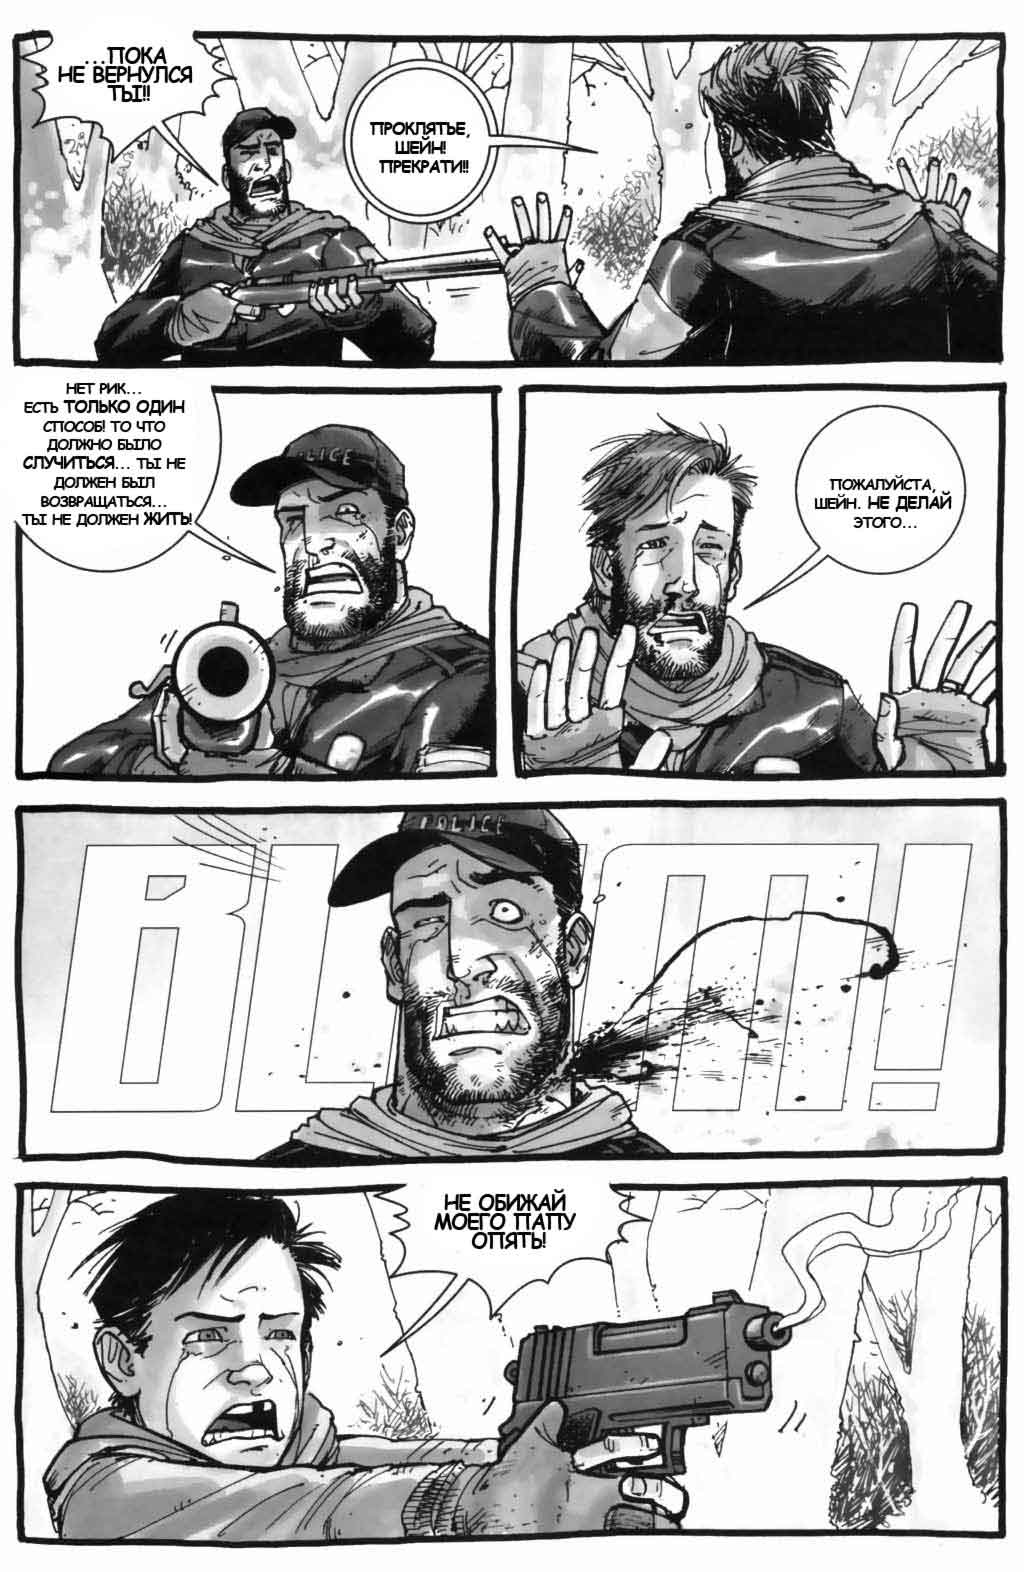 ...ПОКА
НЕ ВЕРНУЛСЯ
ТЫ!!
ПРОКЛЯТЬЕ,
ШЕЙН!
ПРЕКРАТИ!!
НЕТ РИК...
ЕСТЬ ТОЛЬКО ОДИН
СПОСОБ! ТО ЧТО
ДОЛЖНО БЫЛО
СЛУЧИТЬСЯ... ТЫ НЕ
ДОЛЖЕН БЫЛ
ВОЗВРАЩАТЬСЯ...
ТЫ НЕ ДОЛЖЕН ЖИТЬ!
POLICE
ПОЖАЛУЙСТА,
ШЕЙН. НЕ ДЕЛАЙ
ЭТОГО...
POLICE
BLAM!
НЕ ОБИЖАЙ
МОЕГО ПАПУ
ОПЯТЬ!